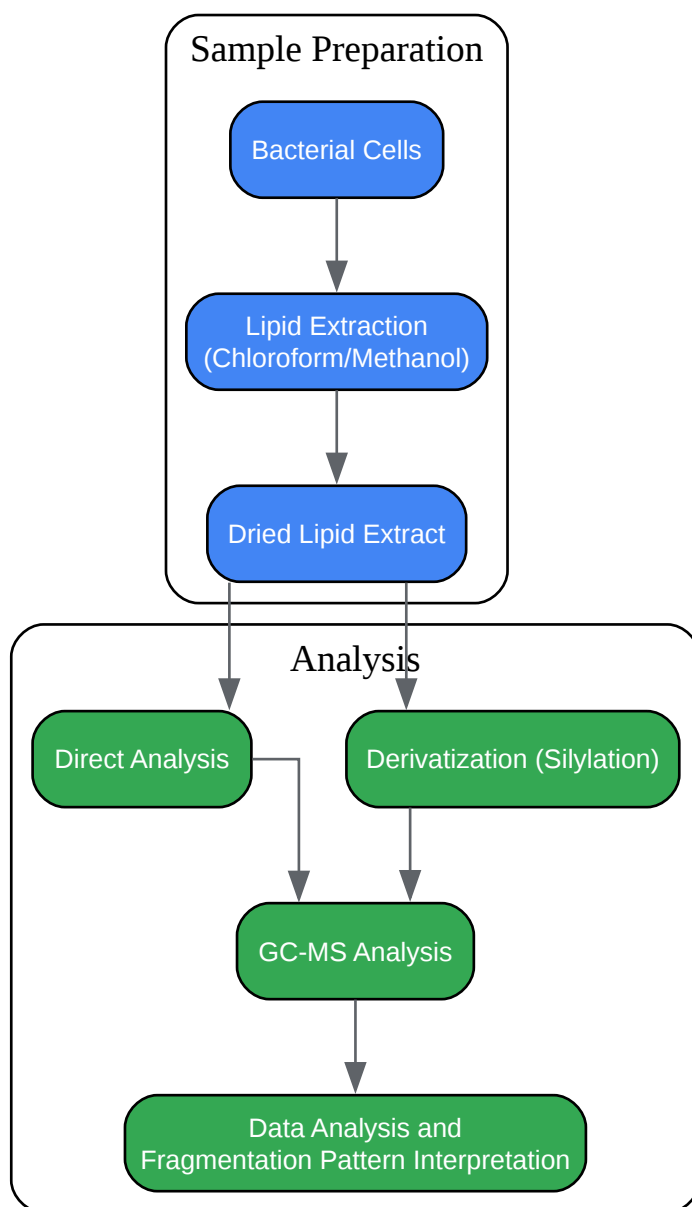 Sample Preparation
Bacterial Cells
Lipid Extraction
(Chloroform/Methanol)
Dried Lipid Extract
Analysis
Direct Analysis
Derivatization (Silylation)
GC-MS Analysis
Data Analysis and
Fragmentation Pattern Interpretation